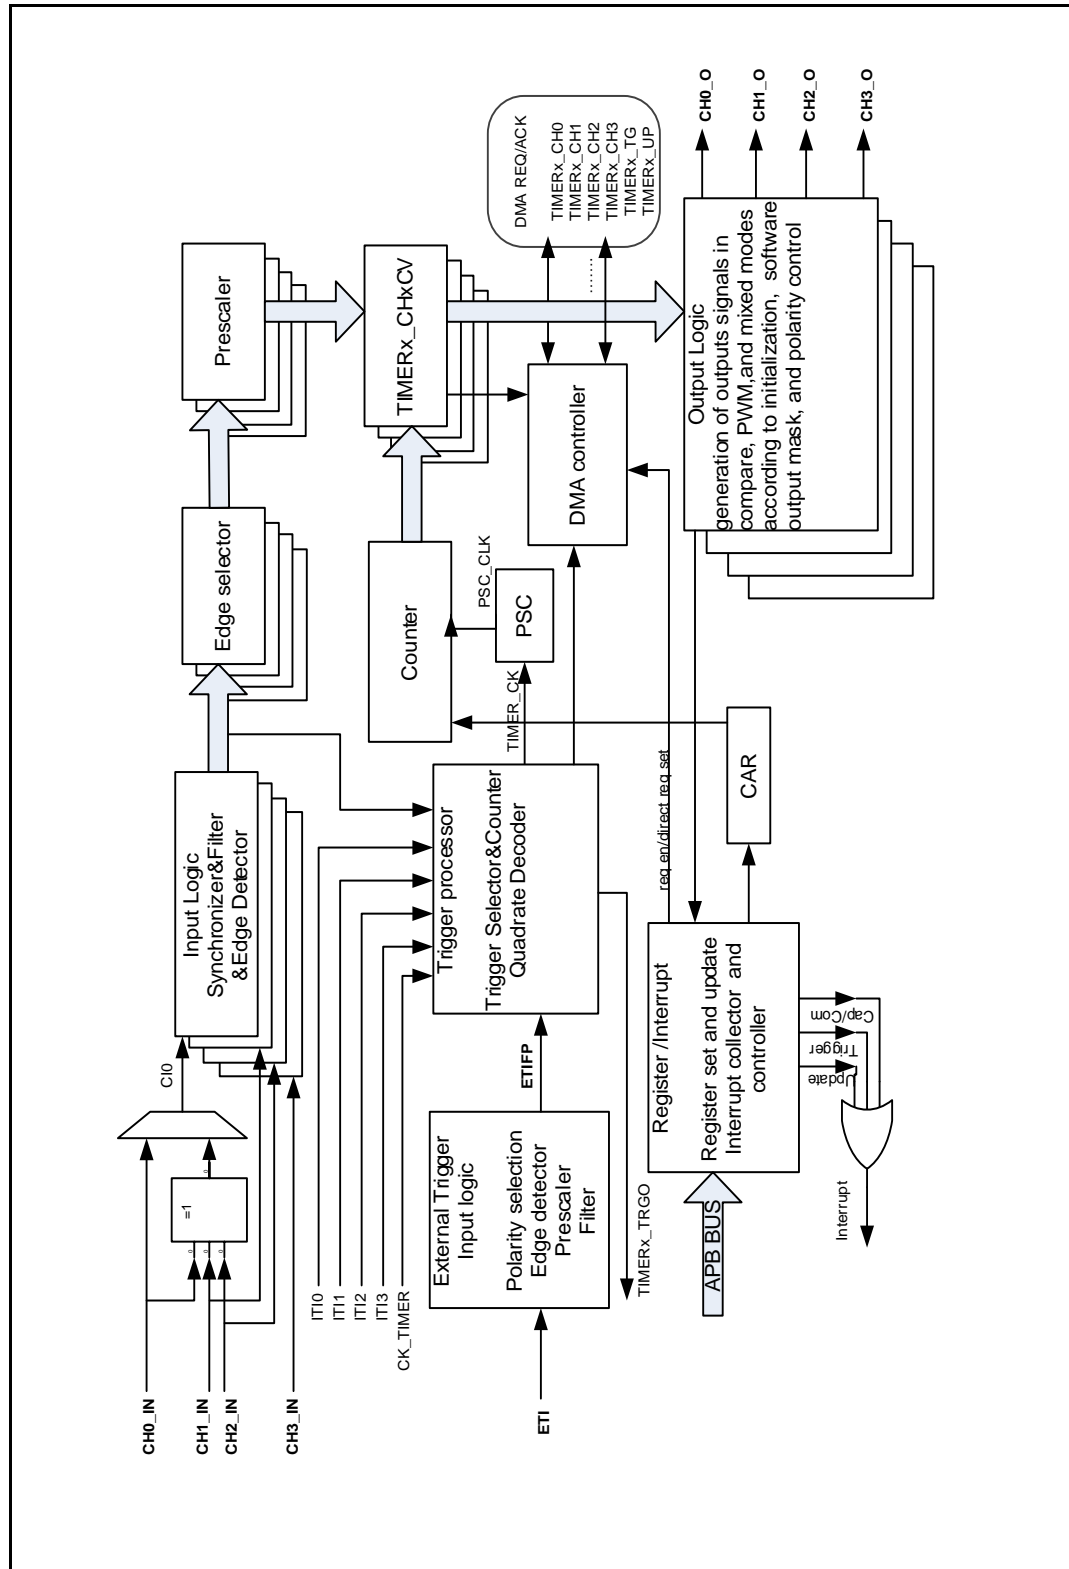 CH0_IN
CH1_IN
CH2_IN
CH3_IN
=1
CI0
Input Logic
Synchronizer&Filter
&Edge Detector
Edge selector
Prescaler
ITI0
ITI1
ITI2
ITI3
CK_TIMER
Trigger processor
Trigger Selector&Counter
Quadrate Decoder
Counter
TIMERx_CHxCV
TIMER_CK
PSC
PSC_CLK
DMA controller
DMA REQ/ACK
TIMERx_CH0
TIMERx_CH1
TIMERx_CH2
TIMERx_CH3
TIMERx_TG
TIMERx_UP
........
ETI
External Trigger
Input logic
Polarity selection
Edge detector
Prescaler
Filter
ETIFP
TIMERx_TRGO
APB BUS
Register /Interrupt
Register set and update
Interrupt collector and
controller
req en/direct req set
CAR
Update
Trigger
Cap/Com
Interrupt
Output Logic
generation of outputs signals in
compare, PWM,and mixed modes
according to initialization, software
output mask, and polarity control
CH0_O
CH1_O
CH2_O
CH3_O